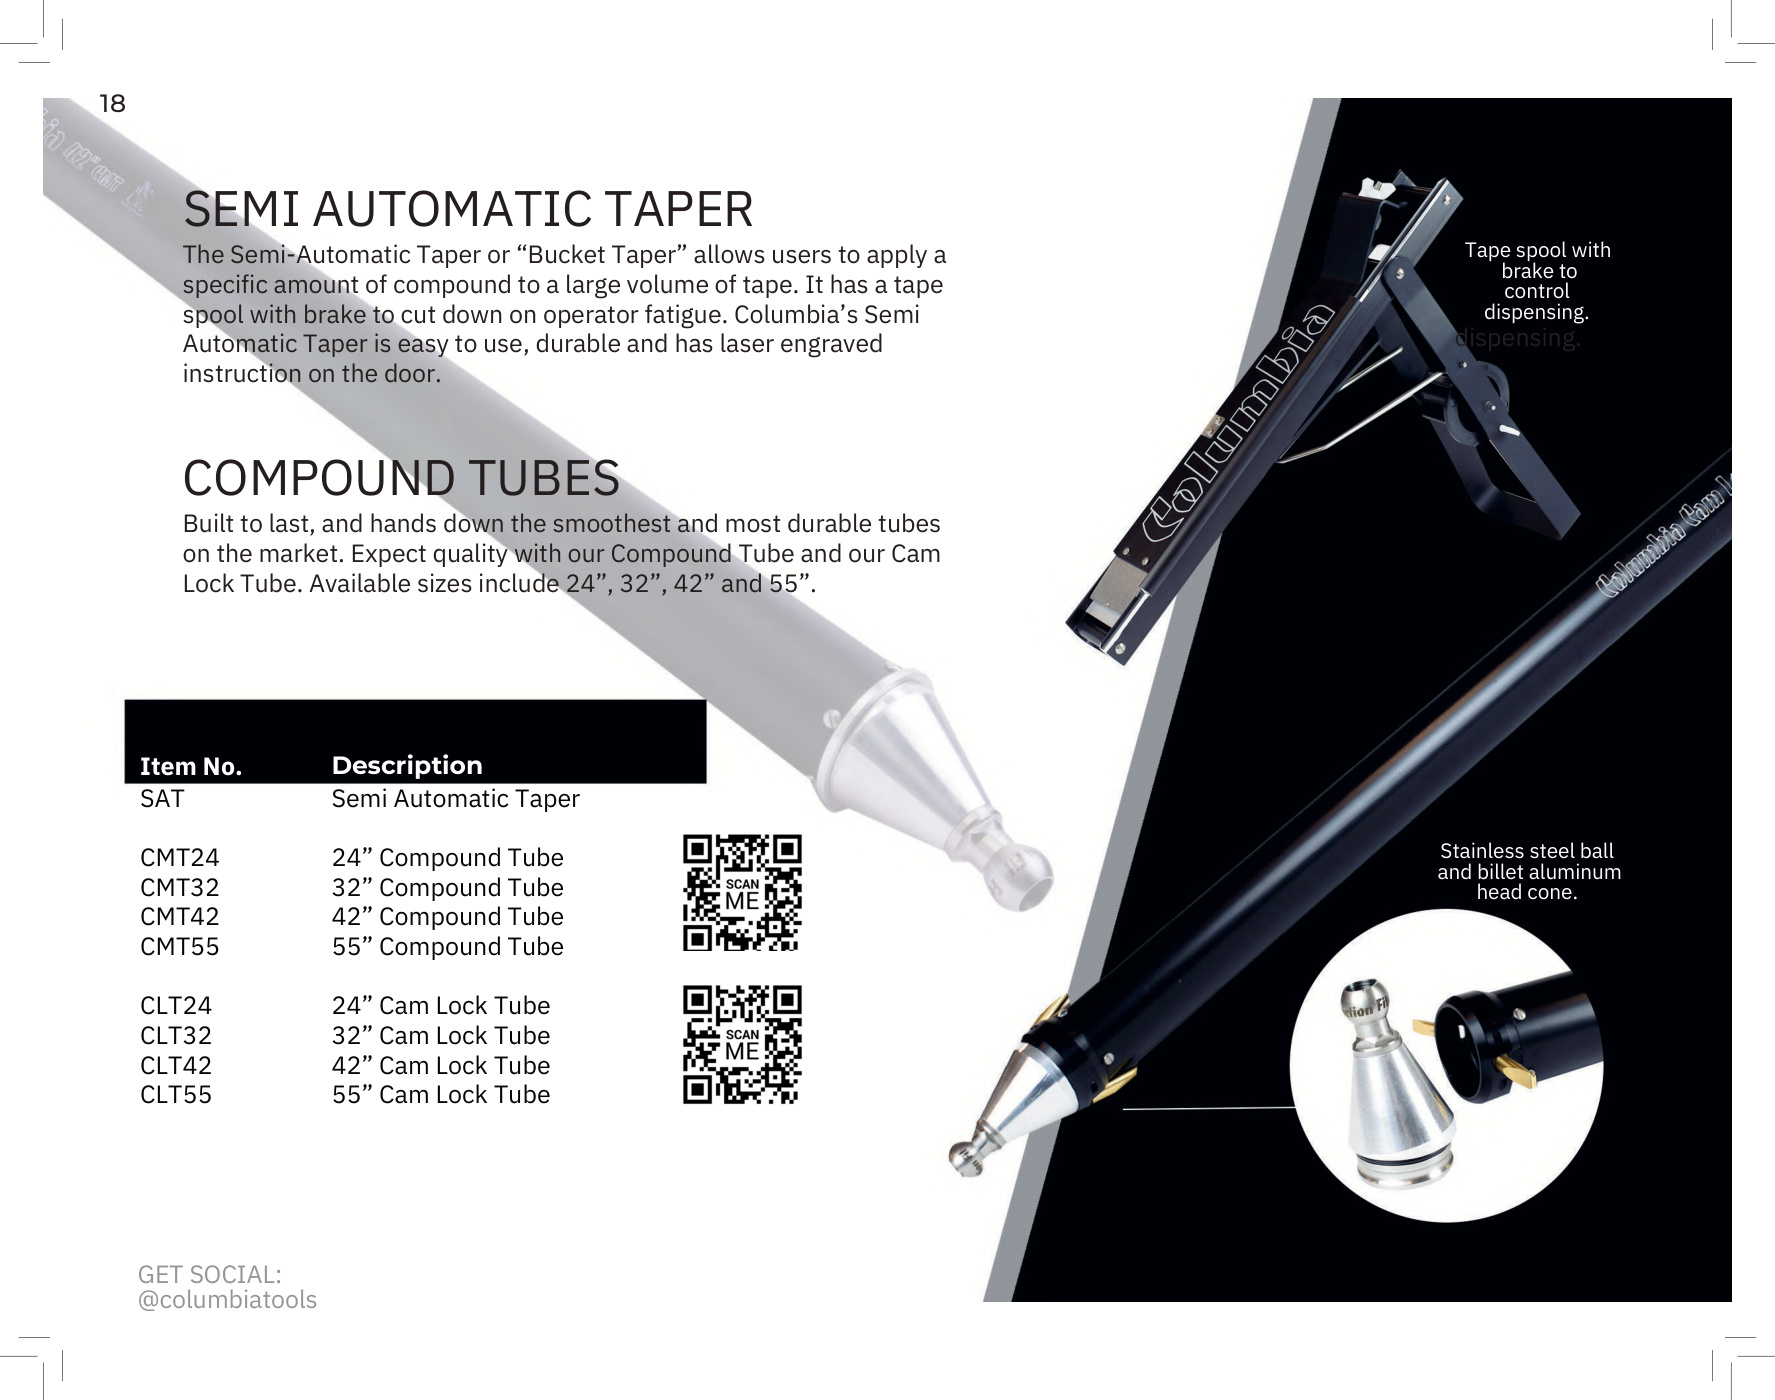 18
SEMI AUTOMATIC TAPER
The Semi-Automatic Taper or “Bucket Taper” allows users to apply a
specific amount of compound to a large volume of tape. It has a tape
spool with brake to cut down on operator fatigue. Columbia’s Semi
Automatic Taper is easy to use, durable and has laser engraved
instruction on the door.
COMPOUND TUBES
Built to last, and hands down the smoothest and most durable tubes
on the market. Expect quality with our Compound Tube and our Cam
Lock Tube. Available sizes include 24”, 32”, 42” and 55”.
Item No. Description
SAT Semi Automatic Taper
CMT24 24” Compound Tube
CMT32 32” Compound Tube
CMT42 42” Compound Tube
CMT55 55” Compound Tube
SCAN
ME
CLT24 24” Cam Lock Tube
CLT32 32” Cam Lock Tube
CLT42 42” Cam Lock Tube
CLT55 55” Cam Lock Tube
SCAN
ME
GET SOCIAL:
@columbiatools
42" CMT
Columbia
Tape spool with
brake to
control
dispensing.
dispensing.
Columbia Cam
Stainless steel ball
and billet aluminum
head cone.